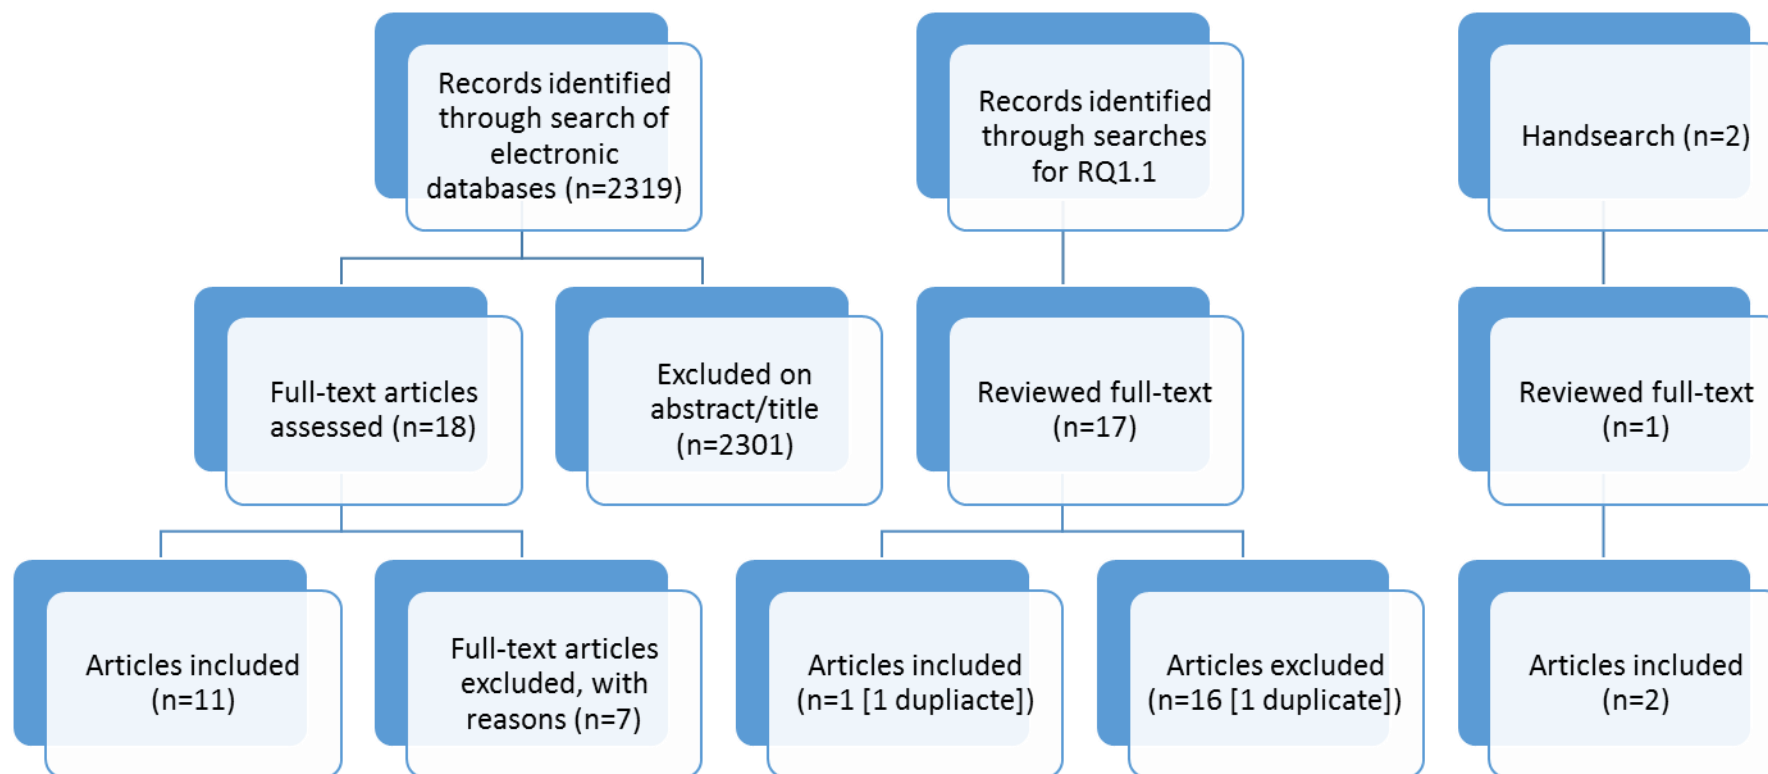 Records identified
through search of
electronic
databases (n=2319)
Records identified
through searches
for RQ1.1
Handsearch (n=2)
Full-text articles
assessed (n=18)
Excluded on
abstract/title
(n=2301)
Reviewed full-text
(n=17)
Reviewed full-text
(n=1)
Articles included
(n=11)
Full-text articles
excluded, with
reasons (n=7)
Articles included
(n=1 [1 dupliacte])
Articles excluded
(n=16 [1 duplicate])
Articles included
(n=2)